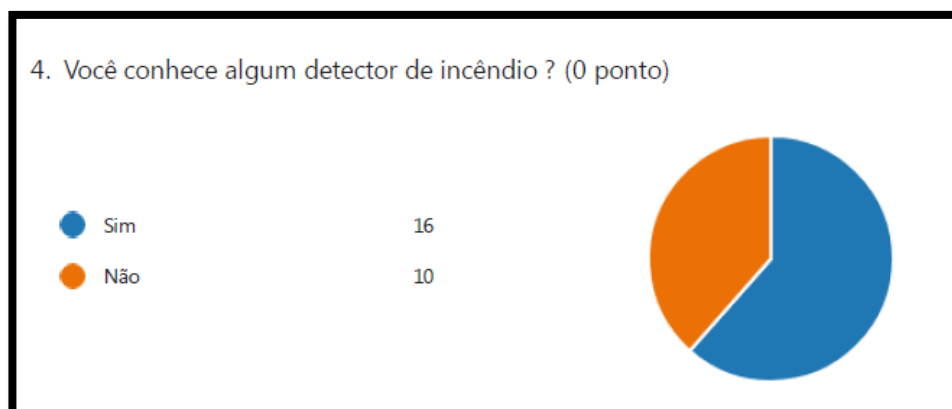 4. Você conhece algum detector de incêndio ? (0 ponto)
Sim 16
Não 10